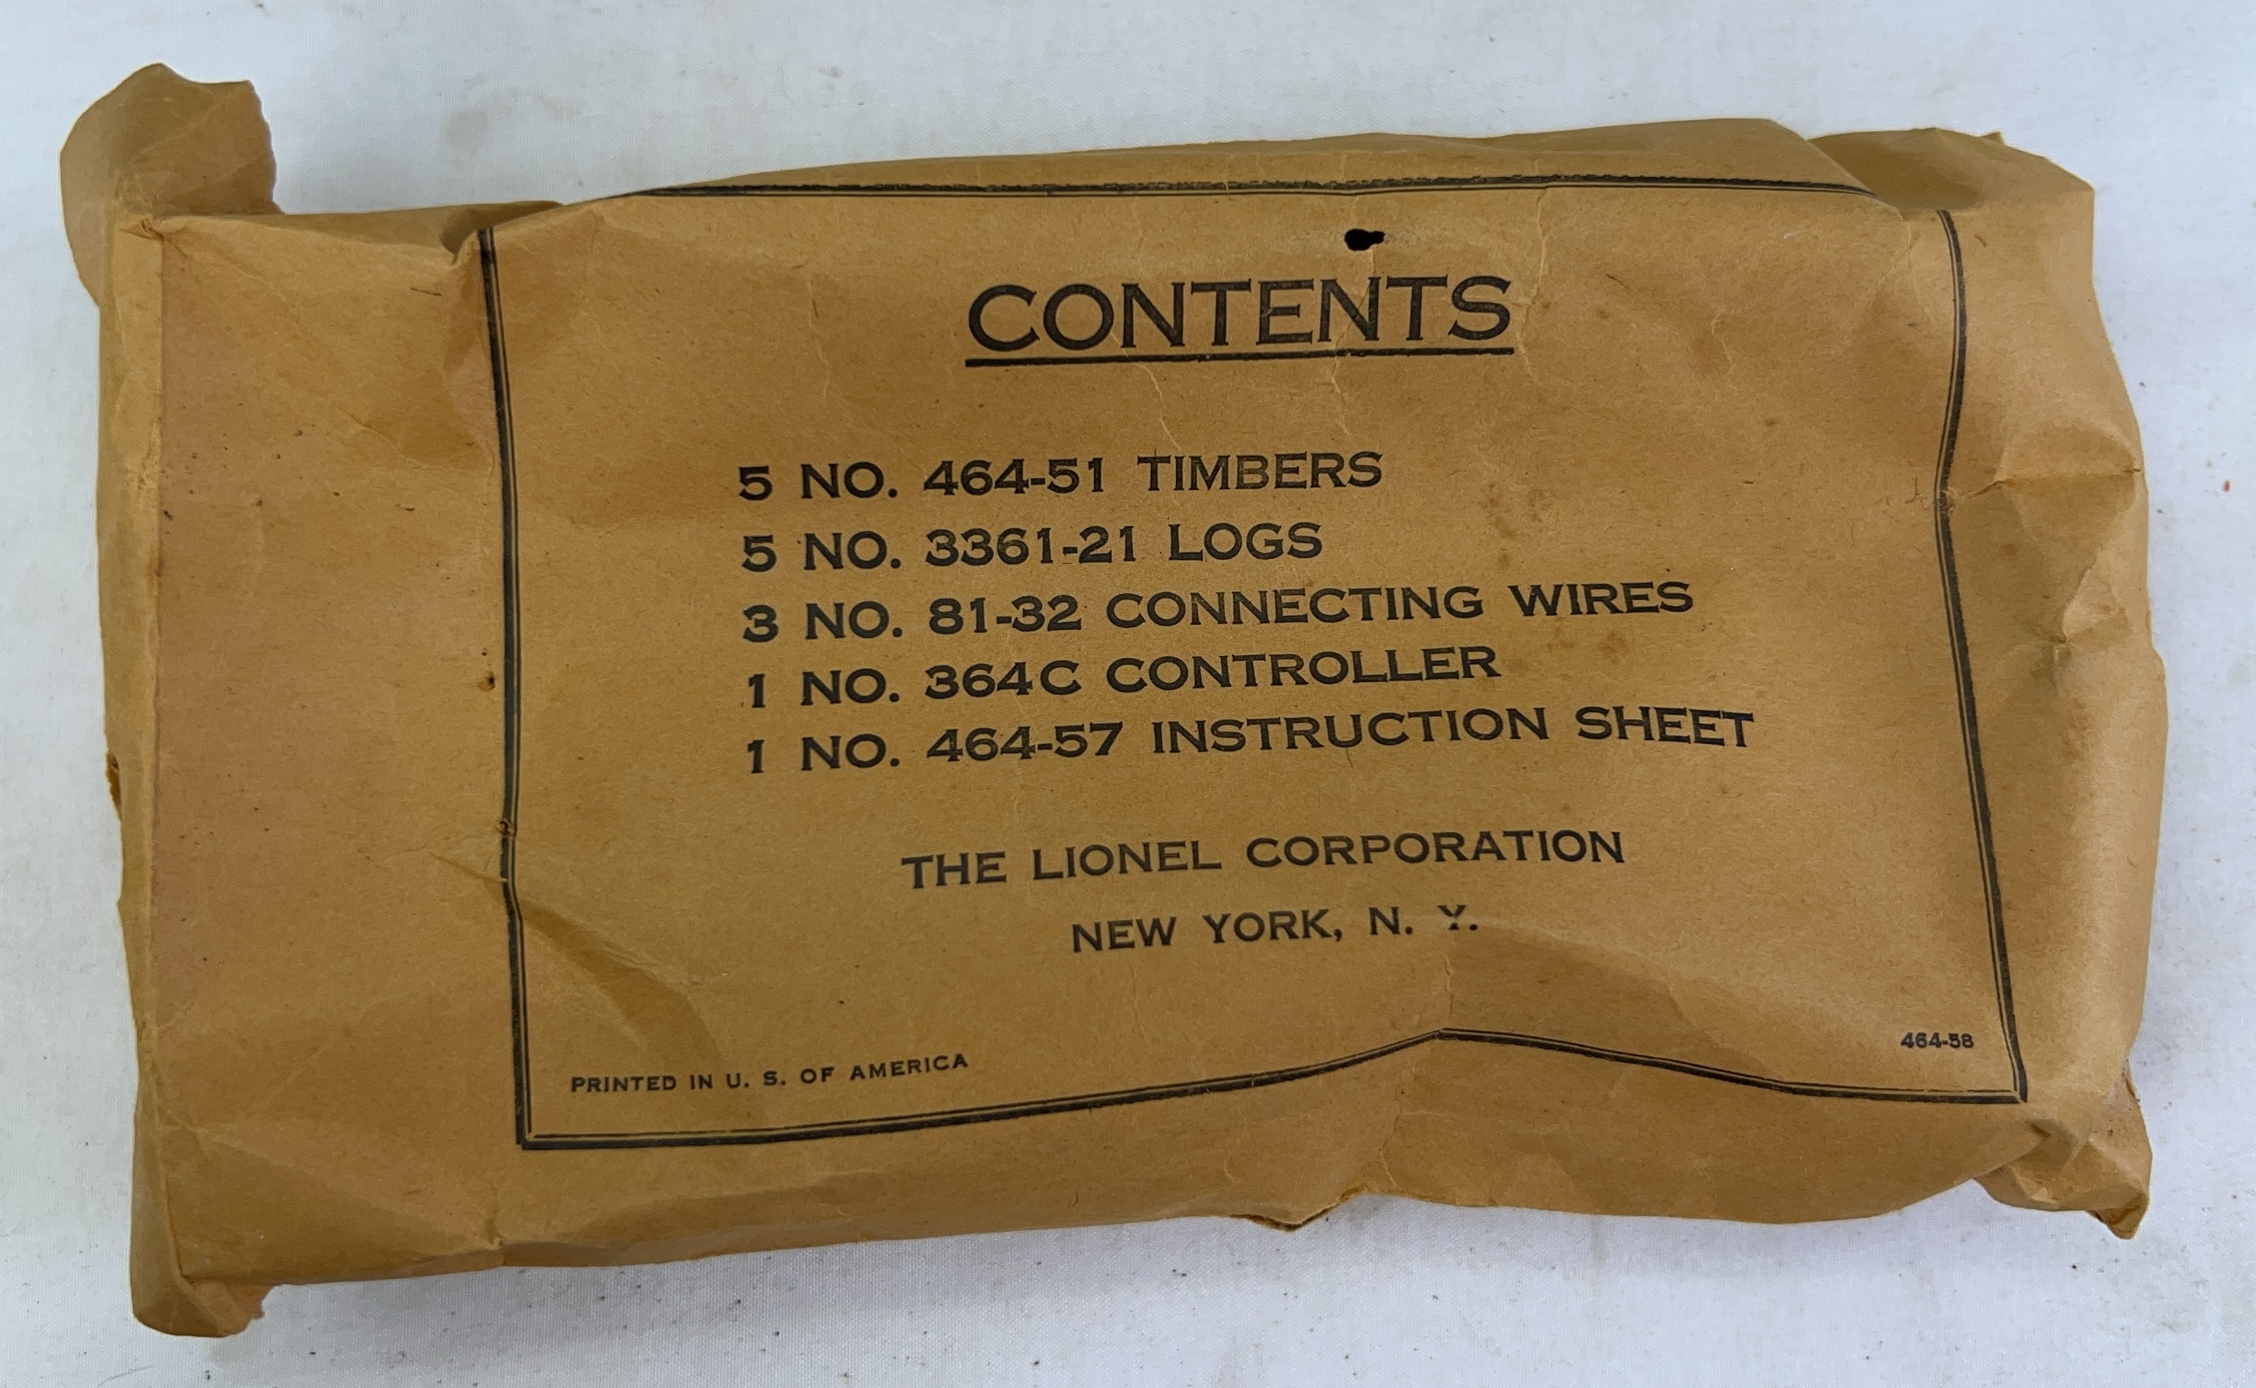 CONTENTS
5 NO. 464-51 TIMBERS
5 NO. 3361-21 LOGS
3 NO. 81-32 CONNECTING WIRES
1 NO. 364C CONTROLLER
1 NO. 464-57 INSTRUCTION SHEET
THE LIONEL CORPORATION
NEW YORK, N. Y.
PRINTED IN U. S. OF AMERICA
464-58